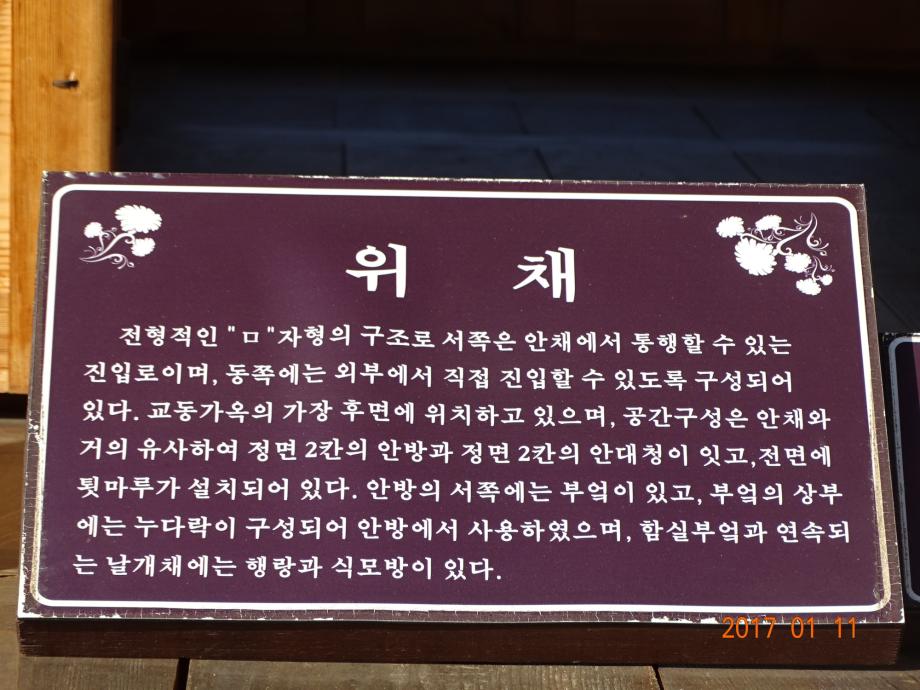 위 채
전형적인 "ㅁ"자형의 구조로 서쪽은 안채에서 통행할 수 있는
진입로이며, 동쪽에는 외부에서 직접 진입할 수 있도록 구성되어
있다. 교동가옥의 가장 후면에 위치하고 있으며, 공간구성은 안채와
거의 유사하여 정면 2칸의 안방과 정면 2칸의 안대청이 잇고,전면에
툇마루가 설치되어 있다. 안방의 서쪽에는 부엌이 있고, 부엌의 상부
에는 누다락이 구성되어 안방에서 사용하였으며, 함실부엌과 연속되
는 날개채에는 행랑과 식모방이 있다.
2017 01 11